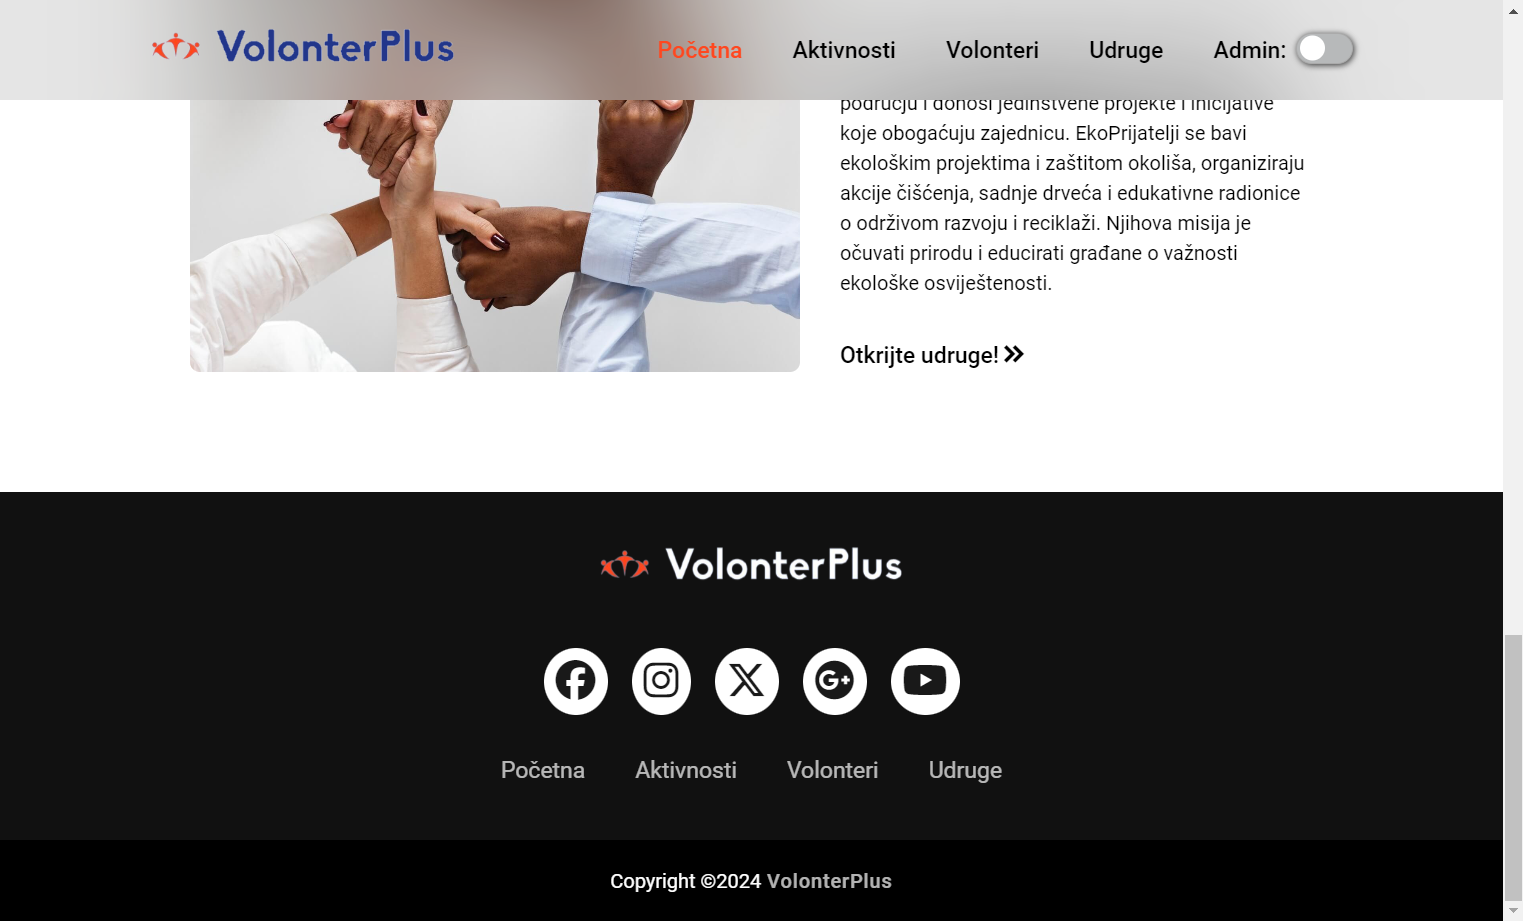 VolonterPlus
Početna Aktivnosti Volonteri Udruge Admin:
području i donosi jedinstvene projekte i inicijative
koje obogaćuju zajednicu. EkoPrijatelji se bavi
ekološkim projektima i zaštitom okoliša, organiziraju
akcije čišćenja, sadnje drveća i edukativne radionice
o održivom razvoju i reciklaži. Njihova misija je
očuvati prirodu i educirati građane o važnosti
ekološke osviještenosti.
Otkrijte udruge!
VolonterPlus
Početna Aktivnosti Volonteri Udruge
Copyright ©2024 VolonterPlus